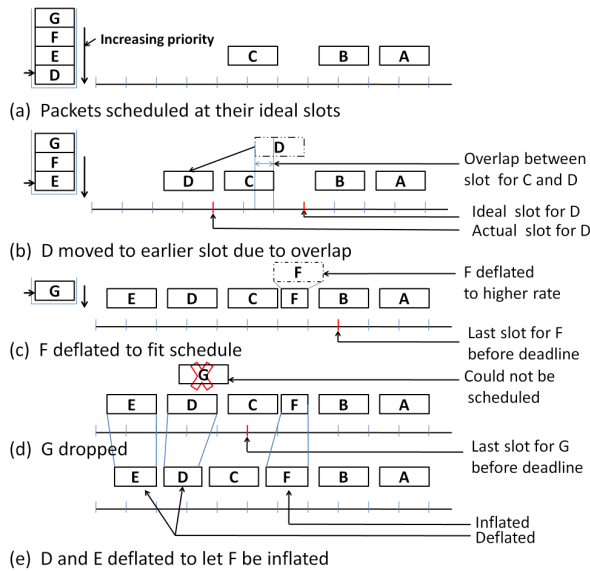 G
F
E
D
Increasing priority
C
B
A
(a) Packets scheduled at their ideal slots
G
F
E
D
D
C
B
A
Overlap between
slot for C and D
Ideal slot for D
Actual slot for D
(b) D moved to earlier slot due to overlap
G
F
E
D
C
F
B
A
F deflated
to higher rate
Last slot for F
before deadline
(c) F deflated to fit schedule
G
Could not be
scheduled
E
D
C
F
B
A
Last slot for G
before deadline
(d) G dropped
E
D
C
F
B
A
Inflated
Deflated
(e) D and E deflated to let F be inflated